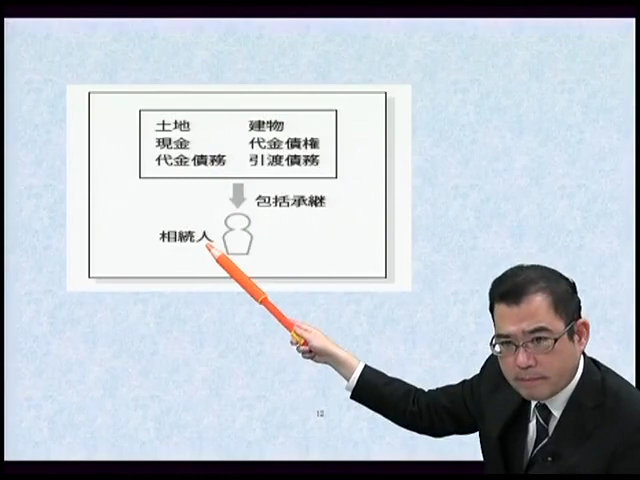 土地 建物
現金 代金債権
代金債務 引渡債務
包括承継
相続人
12